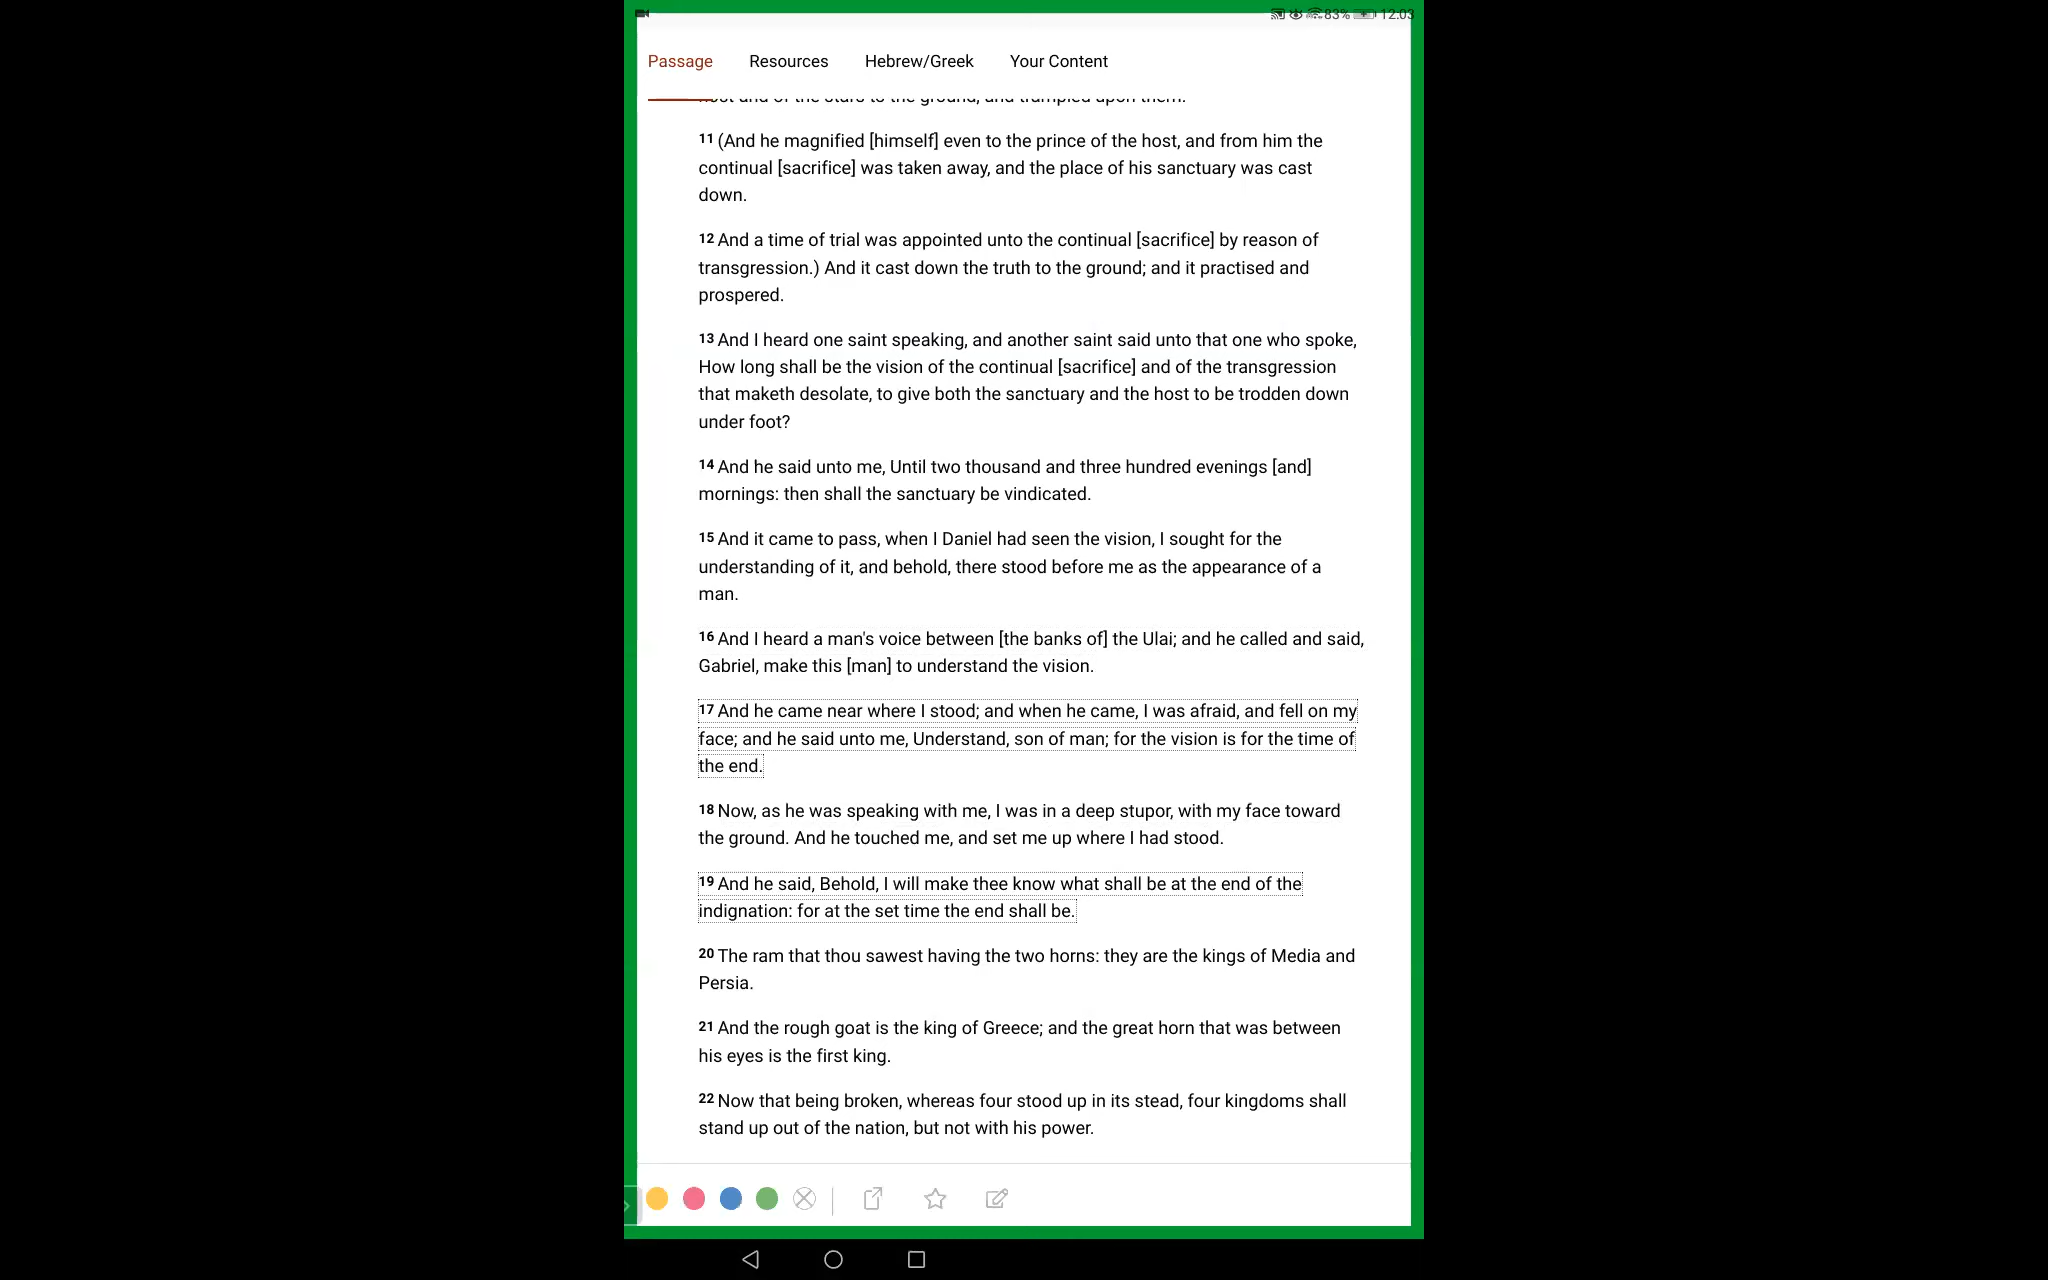 83% 12:03
Passage Resources Hebrew/Greek Your Content
host and of the stars to the ground, and trampled upon them.
11 (And he magnified [himself] even to the prince of the host, and from him the
continual [sacrifice] was taken away, and the place of his sanctuary was cast
down.
12 And a time of trial was appointed unto the continual [sacrifice] by reason of
transgression.) And it cast down the truth to the ground; and it practised and
prospered.
13 And I heard one saint speaking, and another saint said unto that one who spoke,
How long shall be the vision of the continual [sacrifice] and of the transgression
that maketh desolate, to give both the sanctuary and the host to be trodden down
under foot?
14 And he said unto me, Until two thousand and three hundred evenings [and]
mornings: then shall the sanctuary be vindicated.
15 And it came to pass, when I Daniel had seen the vision, I sought for the
understanding of it, and behold, there stood before me as the appearance of a
man.
16 And I heard a man's voice between [the banks of] the Ulai; and he called and said,
Gabriel, make this [man] to understand the vision.
17 And he came near where I stood; and when he came, I was afraid, and fell on my
face; and he said unto me, Understand, son of man; for the vision is for the time of
the end.
18 Now, as he was speaking with me, I was in a deep stupor, with my face toward
the ground. And he touched me, and set me up where I had stood.
19 And he said, Behold, I will make thee know what shall be at the end of the
indignation: for at the set time the end shall be.
20 The ram that thou sawest having the two horns: they are the kings of Media and
Persia.
21 And the rough goat is the king of Greece; and the great horn that was between
his eyes is the first king.
22 Now that being broken, whereas four stood up in its stead, four kingdoms shall
stand up out of the nation, but not with his power.